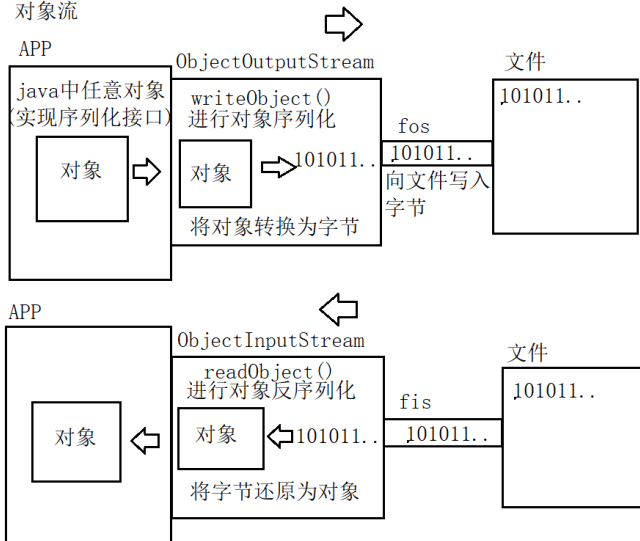 对象流
APP
ObjectOutputStream
文件
java中任意对象
(实现序列化接口)
writeObject()
进行对象序列化
101011..
fos
对象
对象
101011..
101011..
向文件写入
字节
将对象转换为字节
APP
ObjectInputStream
文件
readObject()
进行对象反序列化
101011..
fis
对象
对象
101011..
101011..
将字节还原为对象